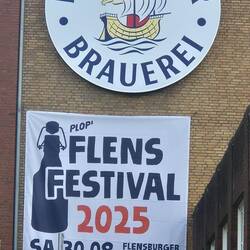 BRAUEREI
PLOP!
FLENS
FESTIVAL
2025
SA.30.08. FLENSBURGER